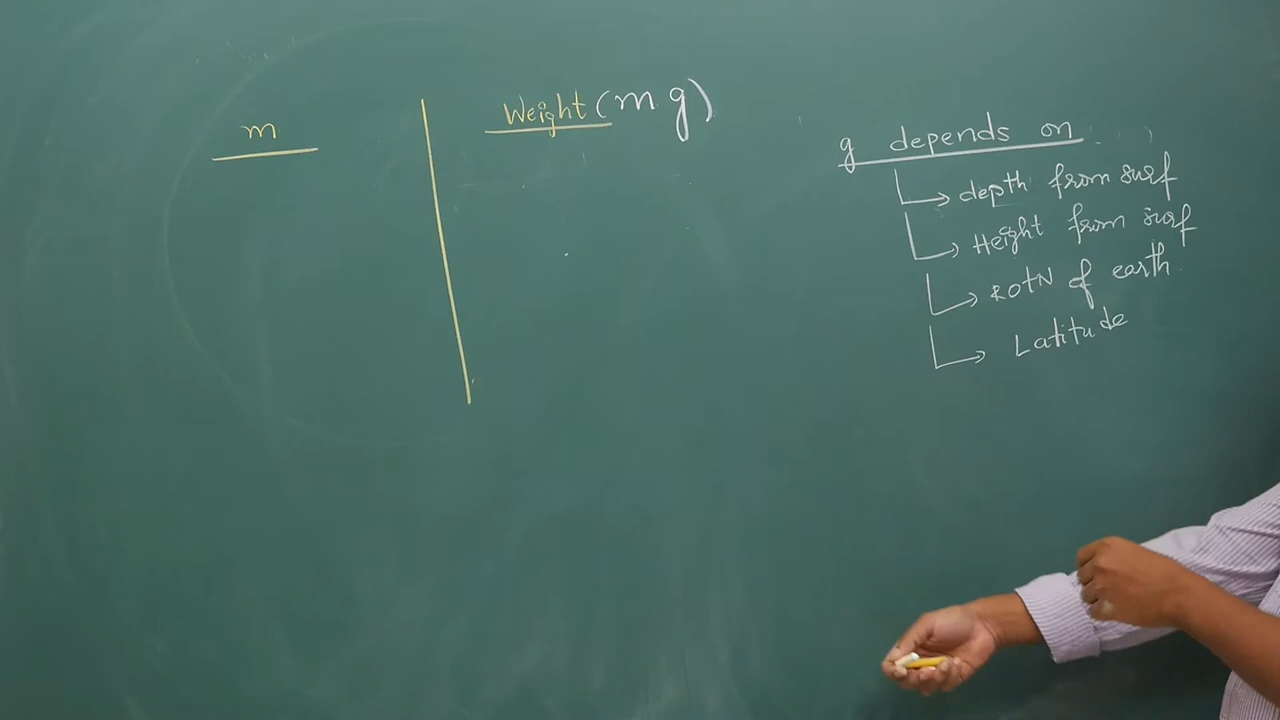 m
Weight (mg)
g depends on
depth from surf
Height from surf
ROTN of earth
Latitude